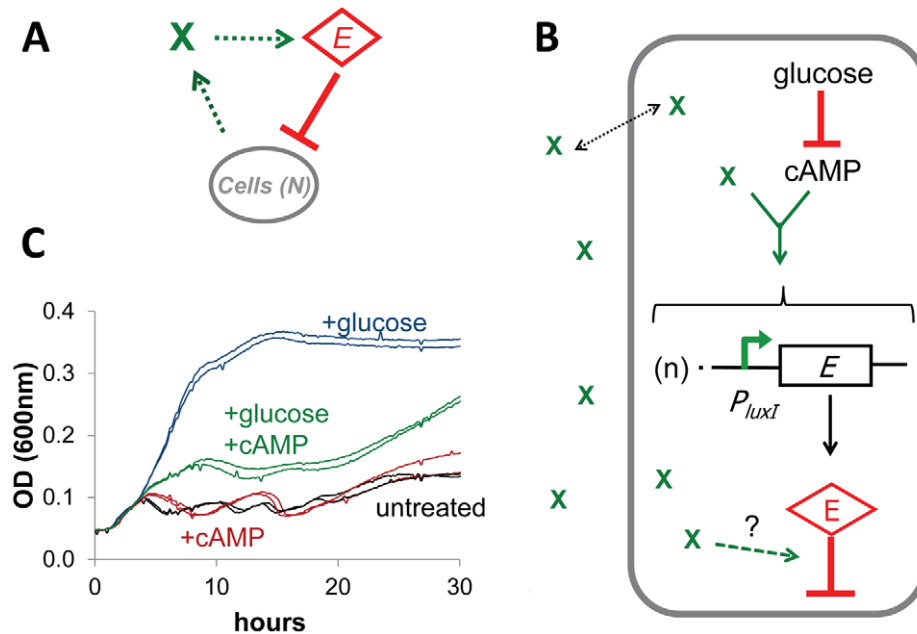 A
X
E
Cells (N)
B
glucose
X
X
X
cAMP
X
X
(n)
E
PluxI
X
X
E
X
?
C
OD (600nm)
0.4
0.3
0.2
0.1
0.0
+glucose
+glucose
+cAMP
untreated
+cAMP
0
10
20
30
hours